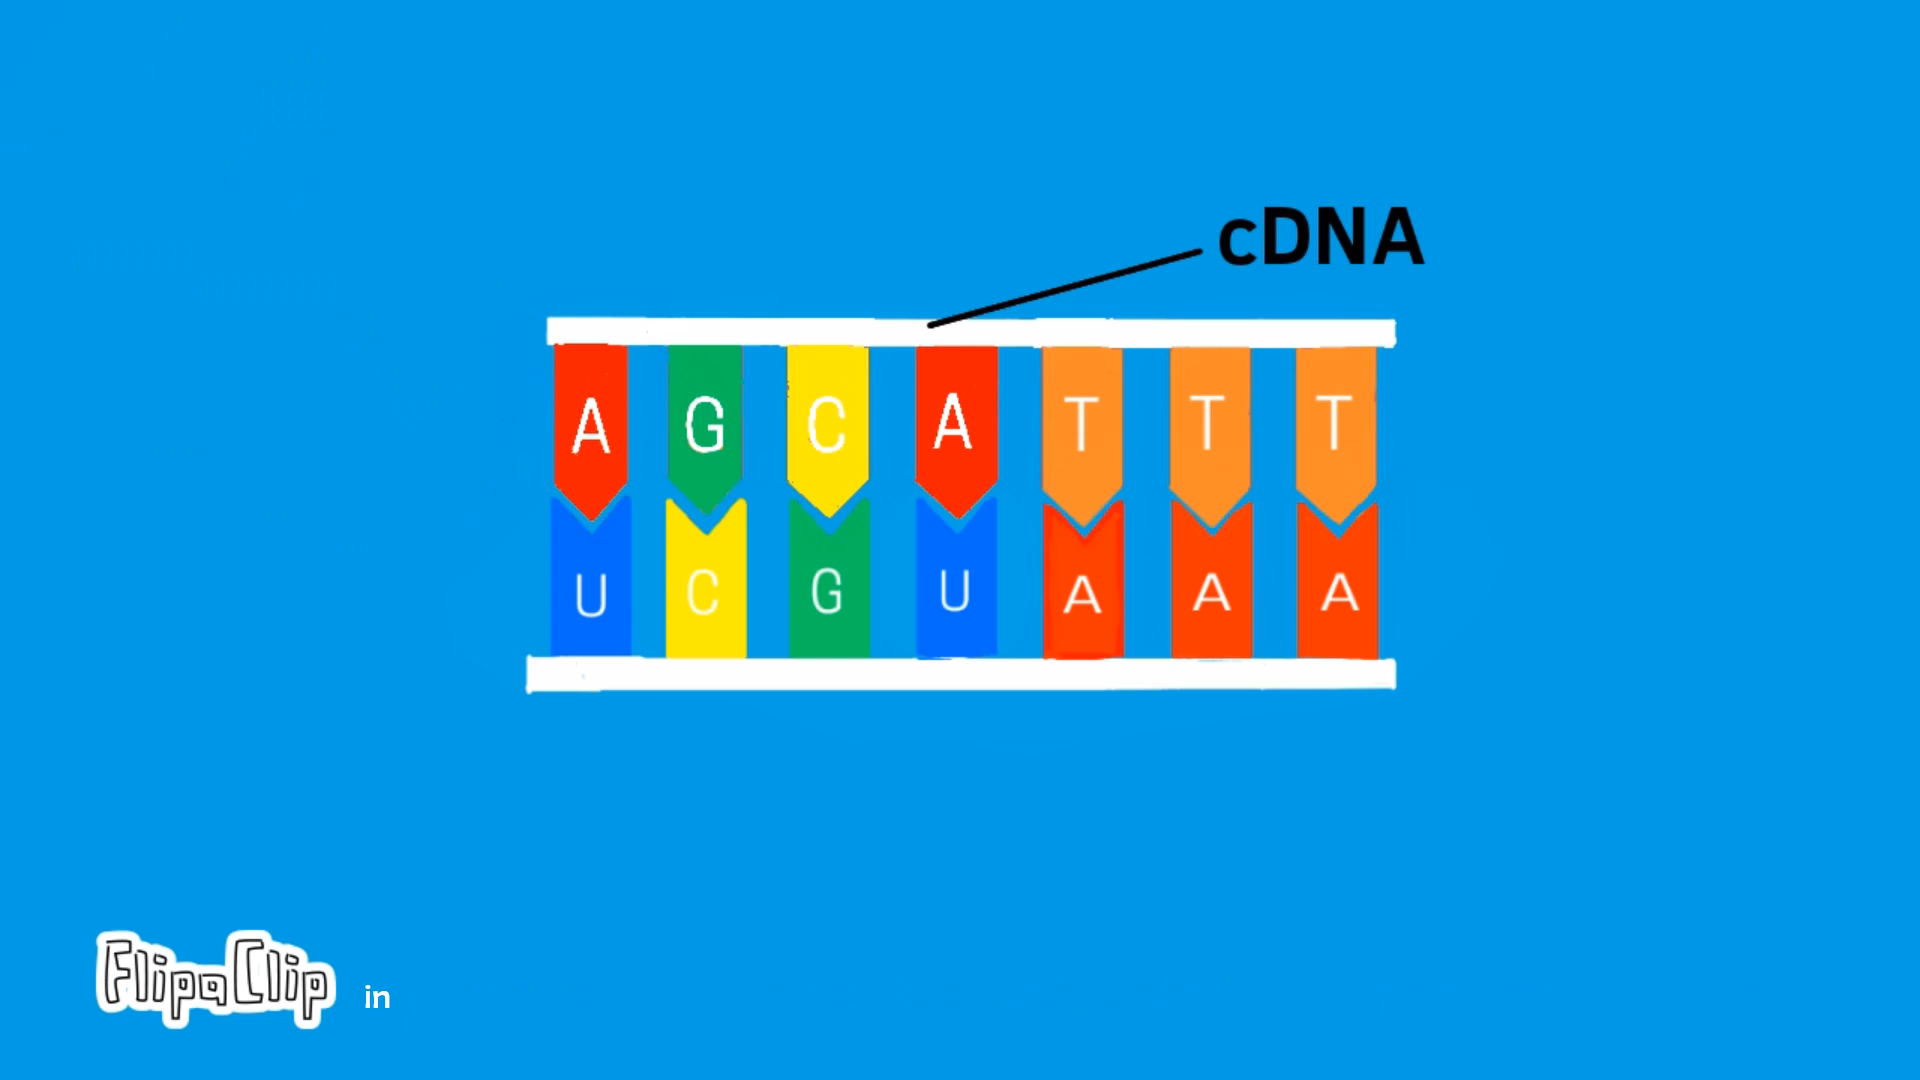 cDNA
A G C A T T T
U C G U A A A
FlipaClip in